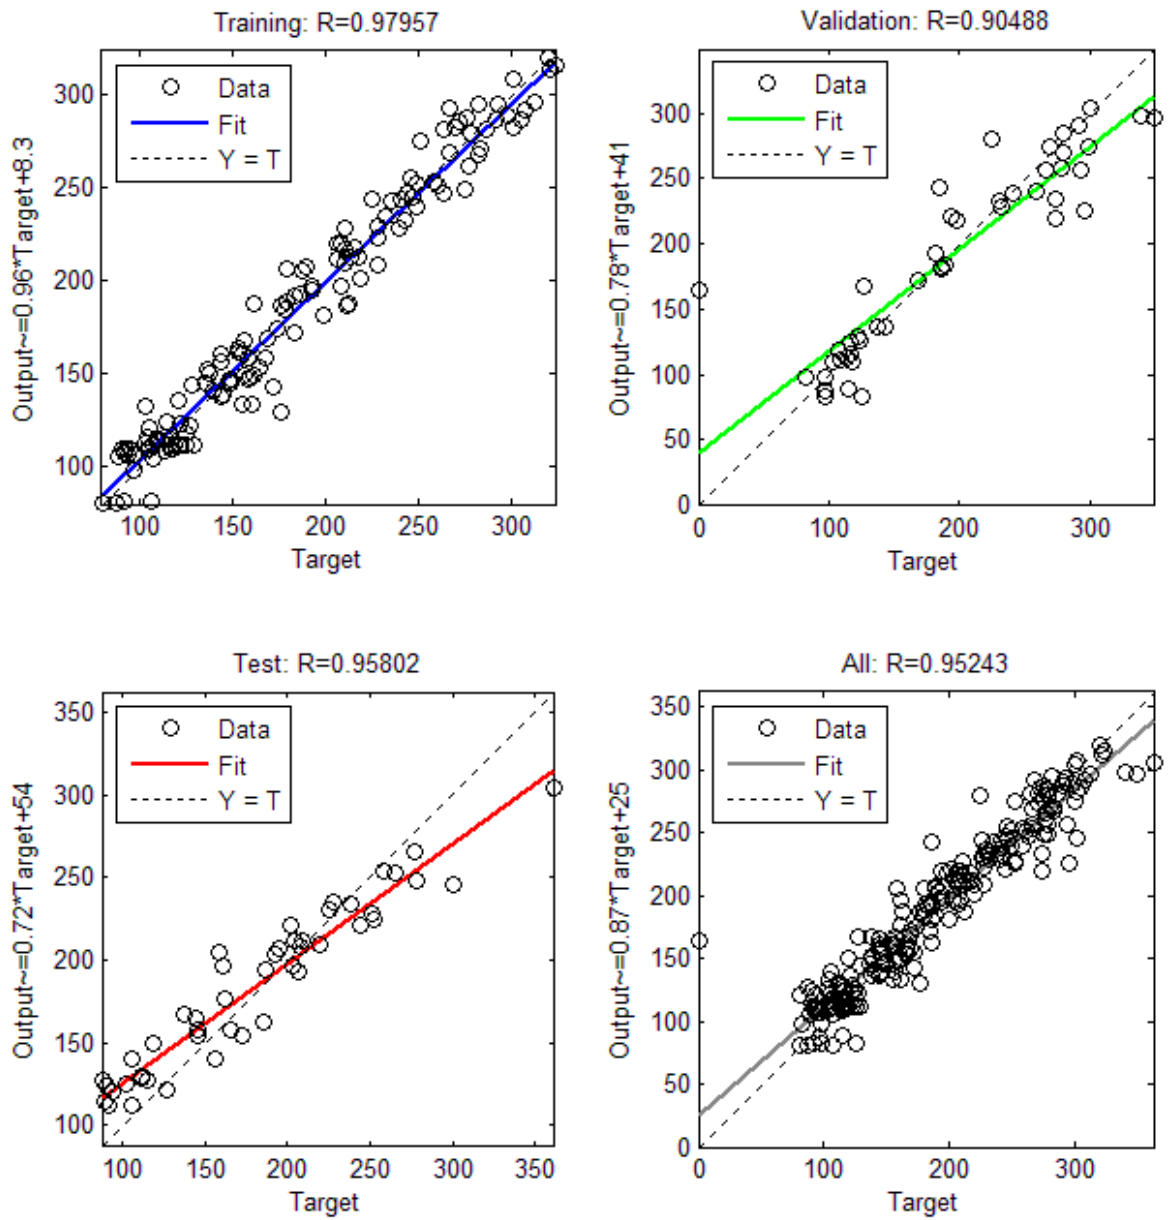 Training: R=0.97957
Output~=0.96*Target+8.3
300
250
200
150
100
Data
Fit
Y = T
100 150 200 250 300
Target
Validation: R=0.90488
Output~=0.78*Target+41
300
250
200
150
100
50
0
Data
Fit
Y = T
0 100 200 300
Target
Test: R=0.95802
Output~=0.72*Target+54
350
300
250
200
150
100
Data
Fit
Y = T
100 150 200 250 300 350
Target
All: R=0.95243
Output~=0.87*Target+25
350
300
250
200
150
100
50
0
Data
Fit
Y = T
0 100 200 300
Target